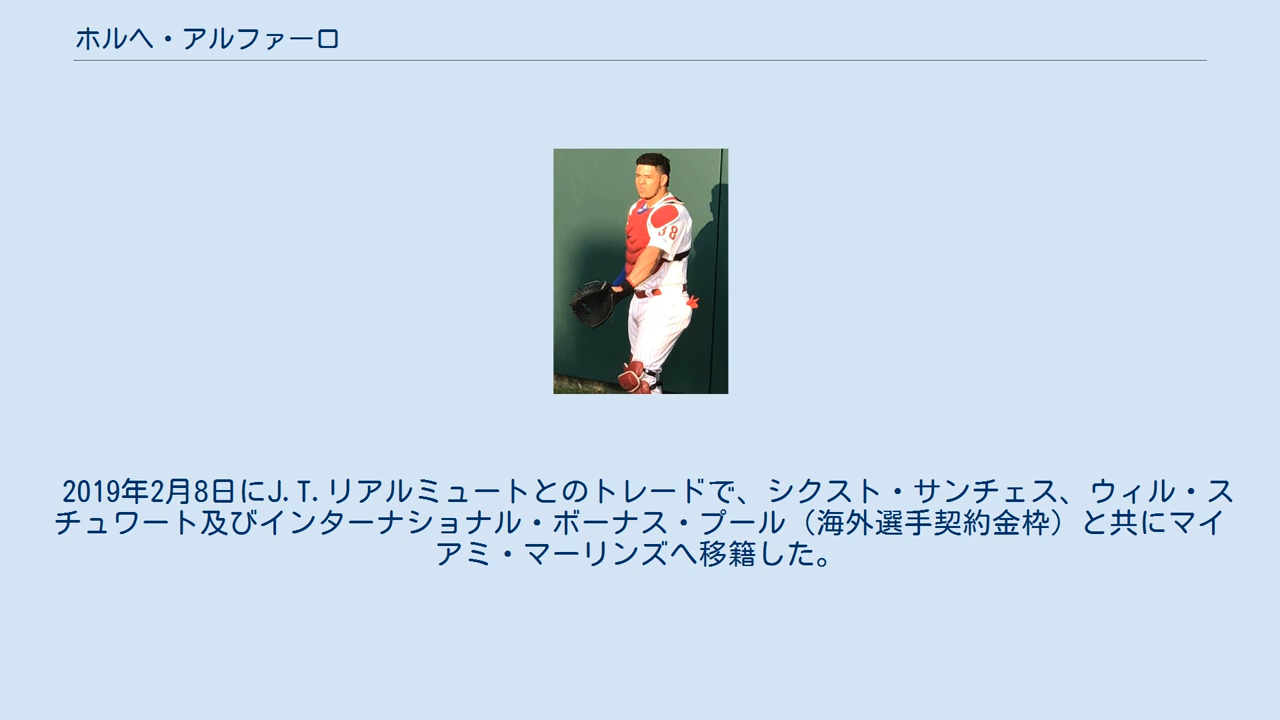 ホルヘ・アルファーロ
38
2019年2月8日にJ.T.リアルミュートとのトレードで、シクスト・サンチェス、ウィル・ス
チュワート及びインターナショナル・ボーナス・プール（海外選手契約金枠）と共にマイ
アミ・マーリンズへ移籍した。